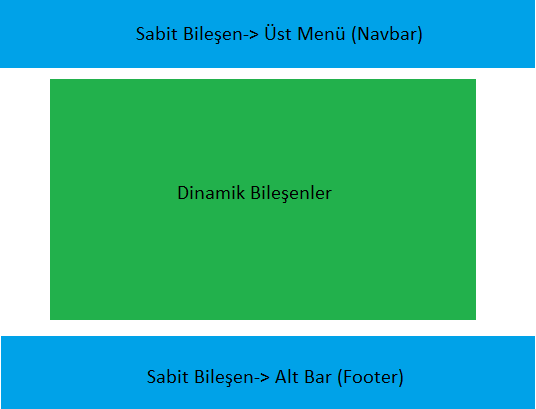 Sabit Bileşen-> Üst Menü (Navbar)
Dinamik Bileşenler
Sabit Bileşen-> Alt Bar (Footer)